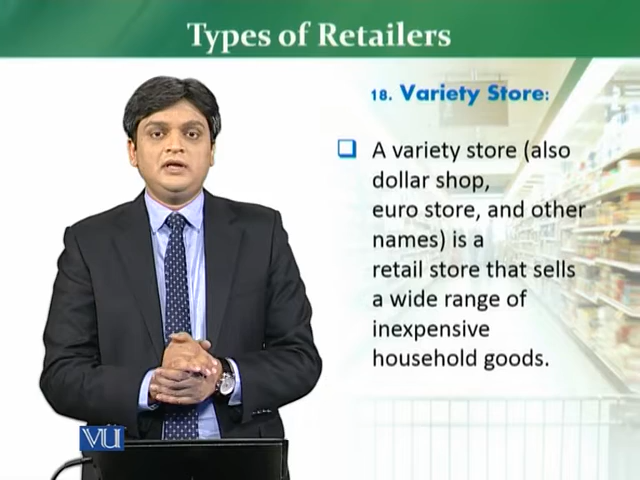 Types of Retailers
18. Variety Store:
A variety store (also
dollar shop,
euro store, and other
names) is a
retail store that sells
a wide range of
inexpensive
household goods.
VU